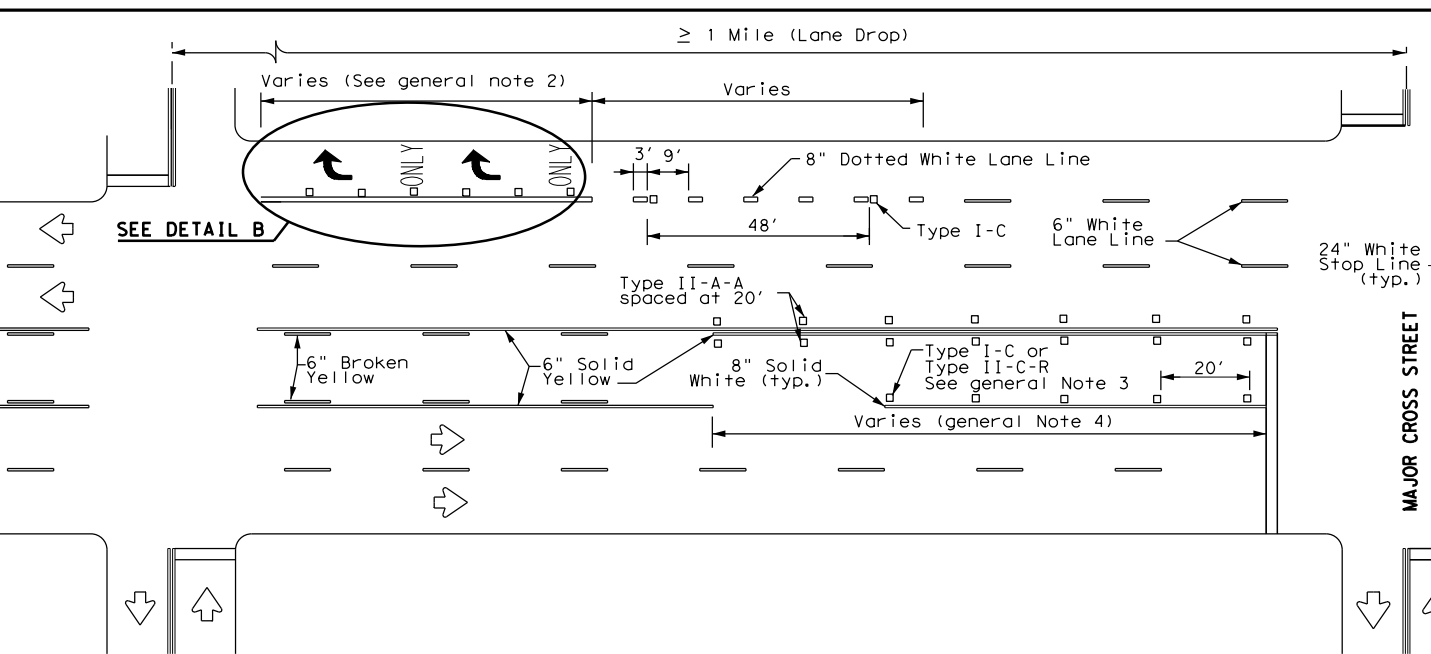 ≥ 1 Mile (Lane Drop)
Varies (See general note 2)
Varies
ONLY
ONLY
3' 9'
8" Dotted White Lane Line
SEE DETAIL B
48'
Type I-C
6" White
Lane Line
24" White
Stop Line
(typ.)
Type II-A-A
spaced at 20'
6" Broken
Yellow
6" Solid
Yellow
8" Solid
White (typ.)
Type I-C or
Type II-C-R
See general Note 3
20'
Varies (general Note 4)
MAJOR CROSS STREET